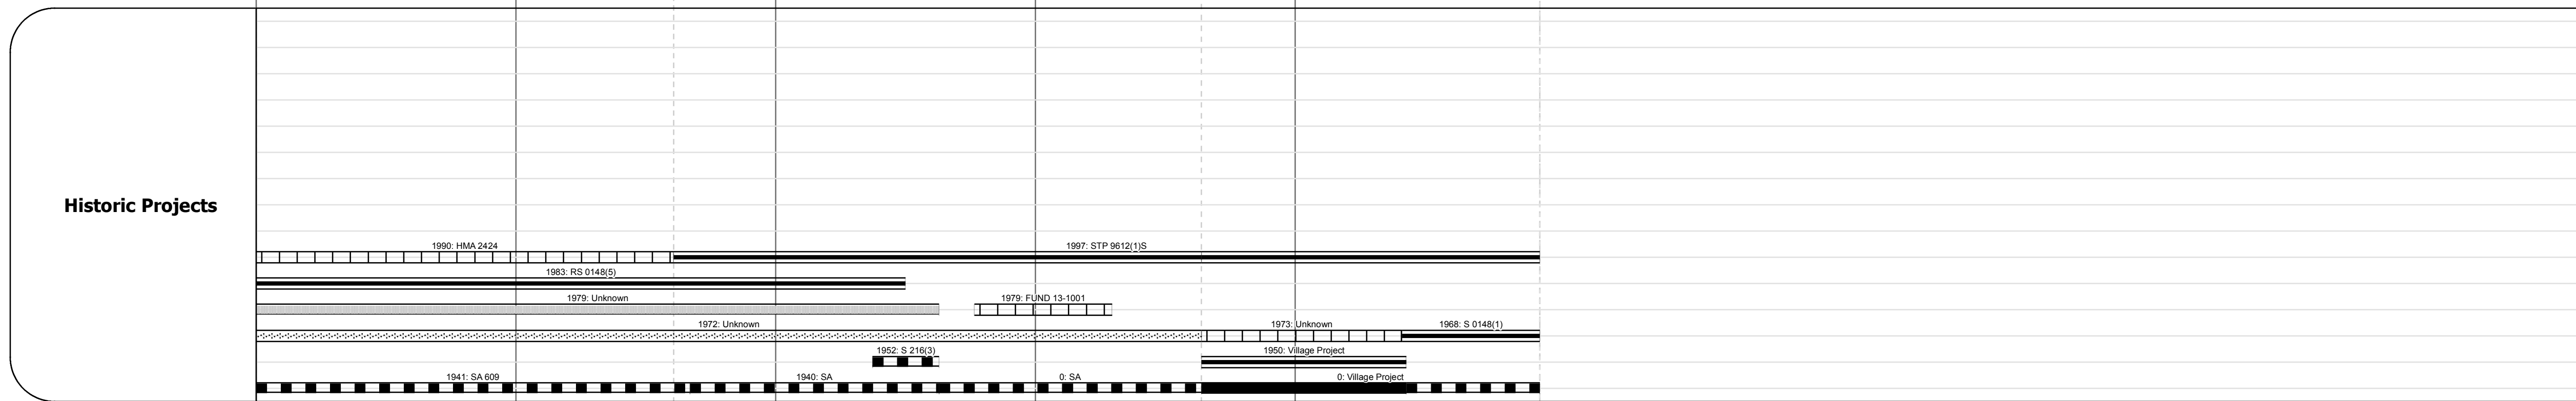 Historic Projects
1990: HMA 2424
1997: STP 9612(1)S
1983: RS 0148(5)
1979: Unknown
1979: FUND 13-1001
1972: Unknown
1973: Unknown
1968: S 0148(1)
1952: S 216(3)
1950: Village Project
1941: SA 609
1940: SA
0: SA
0: Village Project